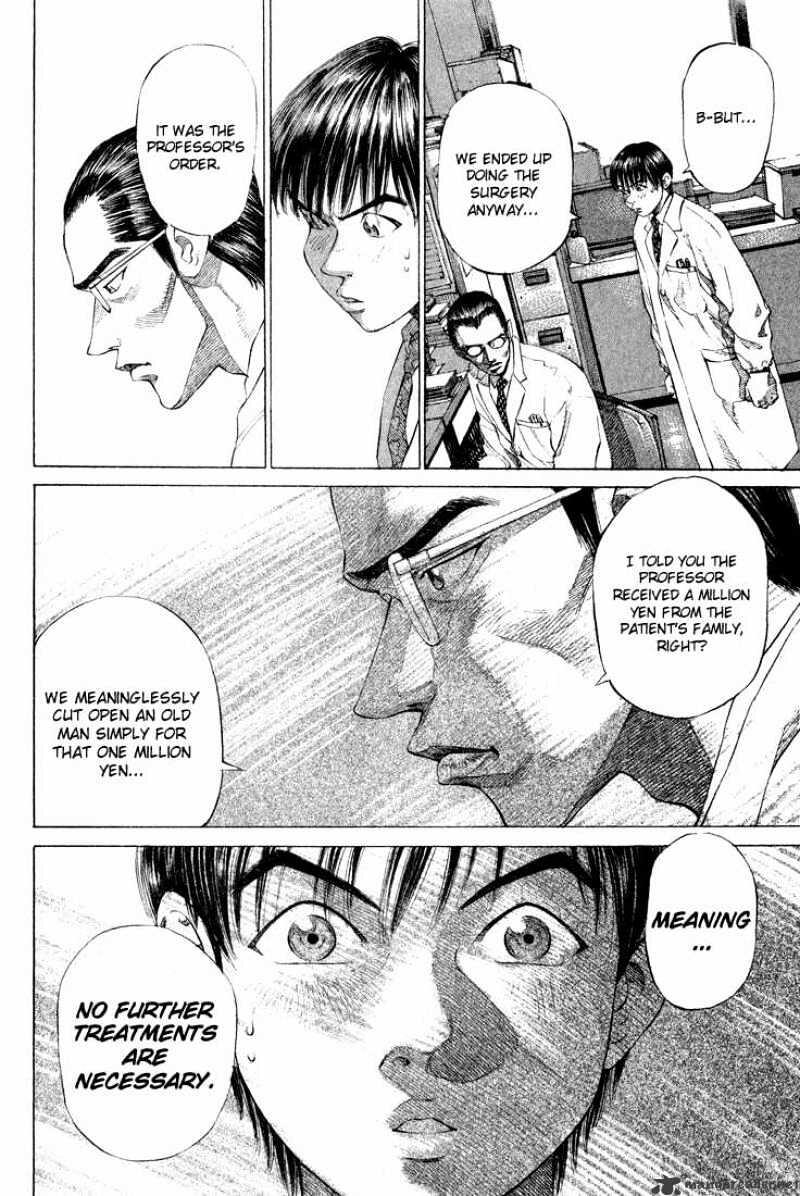 B-BUT...
WE ENDED UP
DOING THE
SURGERY
ANYWAY...
IT WAS THE
PROFESSOR'S
ORDER.
I TOLD YOU THE
PROFESSOR
RECEIVED A MILLION
YEN FROM THE
PATIENT'S FAMILY,
RIGHT?
WE MEANINGLESSLY
CUT OPEN AN OLD
MAN SIMPLY FOR
THAT ONE MILLION
YEN...
MEANING
...
NO FURTHER
TREATMENTS
ARE
NECESSARY.
mangareader.net